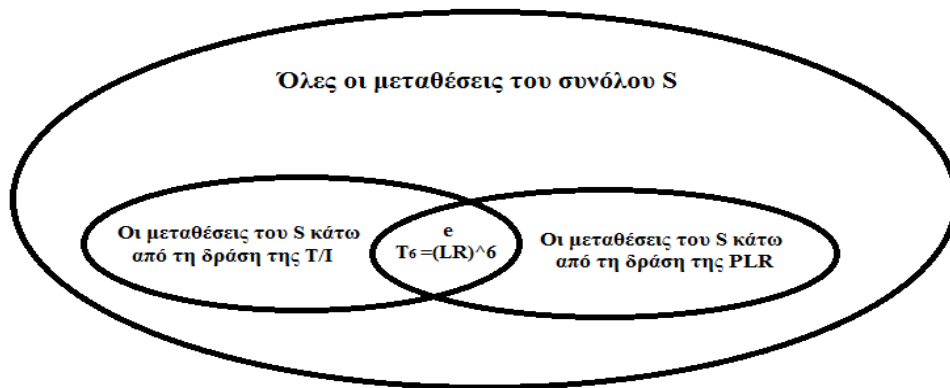 Όλες οι μεταθέσεις του συνόλου S
Οι μεταθέσεις του S κάτω
από τη δράση της T/I
e
T₆ =(LR)^6
Οι μεταθέσεις του S κάτω
από τη δράση της PLR